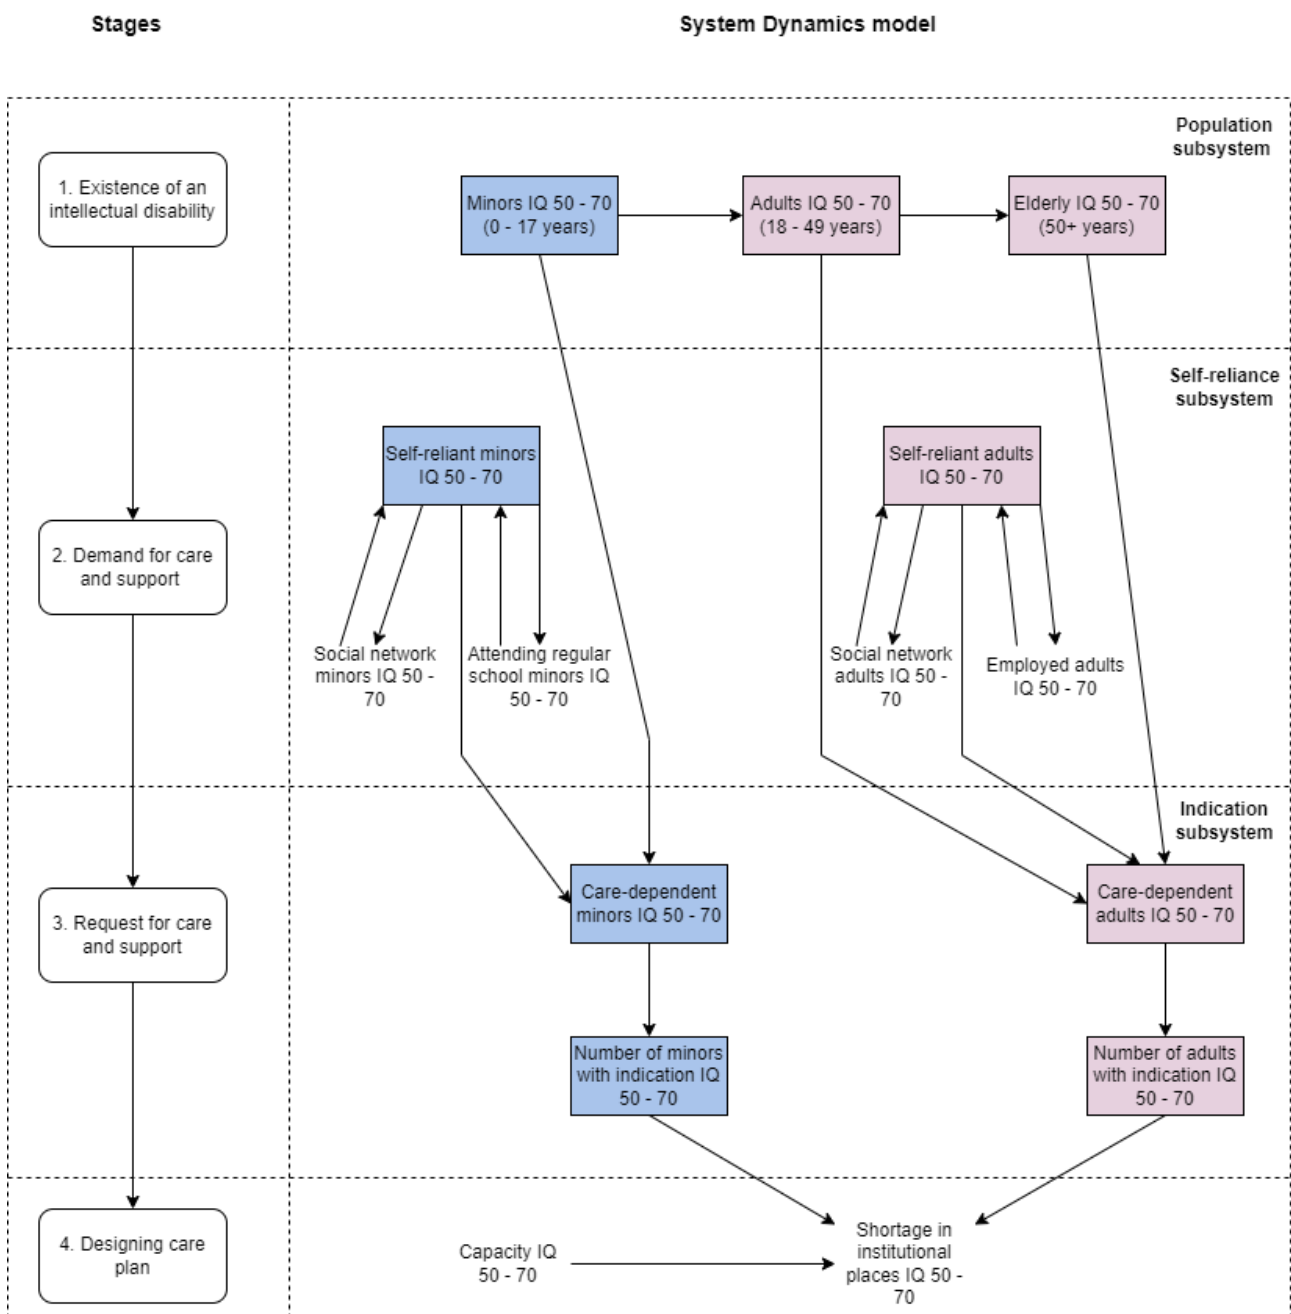 Stages
System Dynamics model
Population
subsystem
1. Existence of an
intellectual disability
Minors IQ 50 - 70
(0 - 17 years)
Adults IQ 50 - 70
(18 - 49 years)
Elderly IQ 50 - 70
(50+ years)
Self-reliance
subsystem
Self-reliant minors
IQ 50 - 70
Self-reliant adults
IQ 50 - 70
2. Demand for care
and support
Social network
minors IQ 50 -
70
Attending regular
school minors IQ
50 - 70
Social network
adults IQ 50 -
70
Employed adults
IQ 50 - 70
Indication
subsystem
3. Request for care
and support
Care-dependent
minors IQ 50 - 70
Care-dependent
adults IQ 50 - 70
Number of minors
with indication IQ
50 - 70
Number of adults
with indication IQ
50 - 70
4. Designing care
plan
Capacity IQ
50 - 70
Shortage in
institutional
places IQ 50 -
70